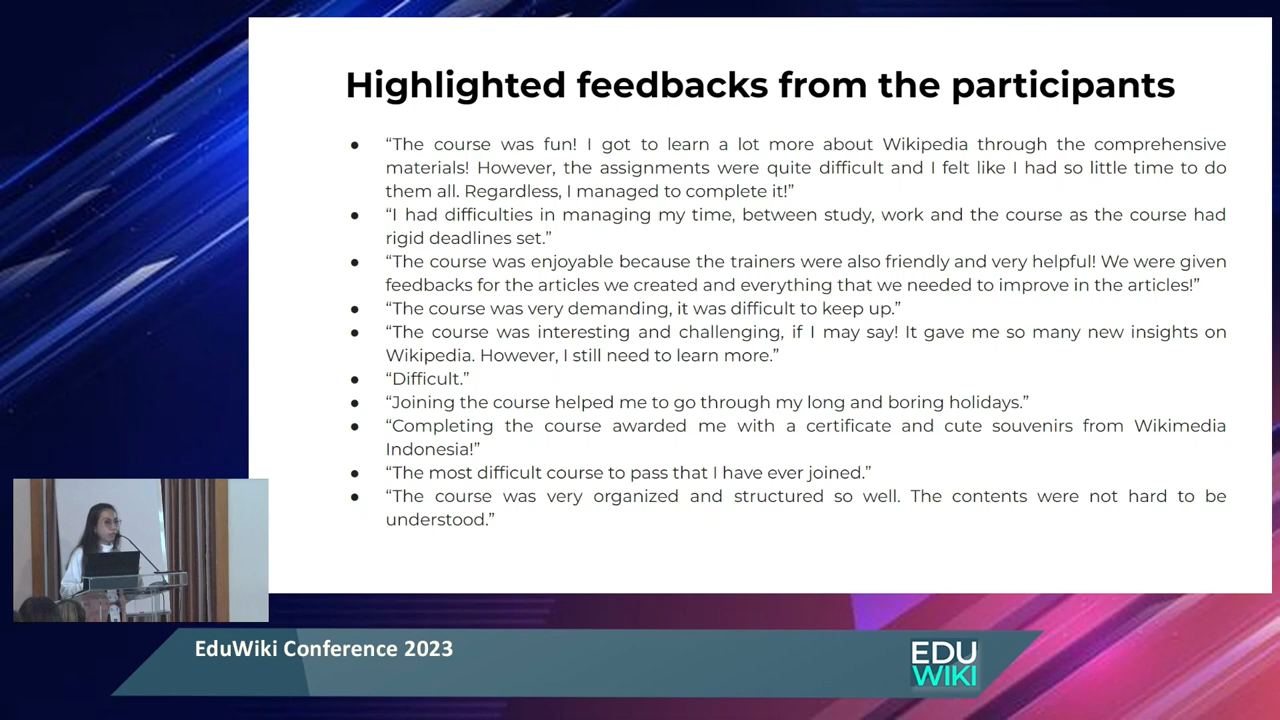 Highlighted feedbacks from the participants
● “The course was fun! I got to learn a lot more about Wikipedia through the comprehensive
materials! However, the assignments were quite difficult and I felt like I had so little time to do
them all. Regardless, I managed to complete it!”
● “I had difficulties in managing my time, between study, work and the course as the course had
rigid deadlines set.”
● “The course was enjoyable because the trainers were also friendly and very helpful! We were given
feedbacks for the articles we created and everything that we needed to improve in the articles!”
● “The course was very demanding, it was difficult to keep up.”
● “The course was interesting and challenging, if I may say! It gave me so many new insights on
Wikipedia. However, I still need to learn more.”
● “Difficult.”
● “Joining the course helped me to go through my long and boring holidays.”
● “Completing the course awarded me with a certificate and cute souvenirs from Wikimedia
Indonesia!”
● “The most difficult course to pass that I have ever joined.”
● “The course was very organized and structured so well. The contents were not hard to be
understood.”
EduWiki Conference 2023
EDU
WIKI